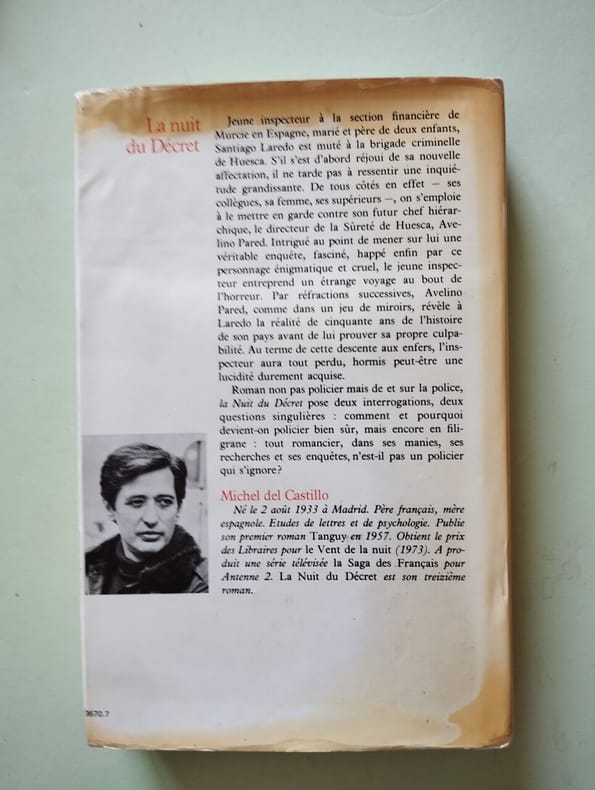 La nuit
du Décret
Jeune inspecteur à la section financière de
Murcie en Espagne, marié et père de deux enfants,
Santiago Laredo est muté à la brigade criminelle
de Huesca. S'il s'est d'abord réjoui de sa nouvelle
affectation, il ne tarde pas à ressentir une inquié-
tude grandissante. De tous côtés en effet — ses
collègues, sa femme, ses supérieurs —, on s'emploie
à le mettre en garde contre son futur chef hiérar-
chique, le directeur de la Sûreté de Huesca, Ave-
lino Pared. Intrigué au point de mener sur lui une
véritable enquête, fasciné, happé enfin par ce
personnage énigmatique et cruel, le jeune inspec-
teur entreprend un étrange voyage au bout de
l'horreur. Par réfractions successives, Avelino
Pared, comme dans un jeu de miroirs, révèle à
Laredo la réalité de cinquante ans de l'histoire
de son pays avant de lui prouver sa propre culpa-
bilité. Au terme de cette descente aux enfers, l'ins-
pecteur aura tout perdu, hormis peut-être une
lucidité durement acquise.
Roman non pas policier mais de et sur la police,
la Nuit du Décret pose deux interrogations, deux
questions singulières : comment et pourquoi
devient-on policier bien sûr, mais encore en fili-
grane : tout romancier, dans ses manies, ses
recherches et ses enquêtes, n'est-il pas un policier
qui s'ignore ?
Michel del Castillo
Né le 2 août 1933 à Madrid. Père français, mère
espagnole. Etudes de lettres et de psychologie. Publie
son premier roman Tanguy en 1957. Obtient le prix
des Libraires pour le Vent de la nuit (1973). A pro-
duit une série télévisée la Saga des Français pour
Antenne 2. La Nuit du Décret est son treizième
roman.
3670.7